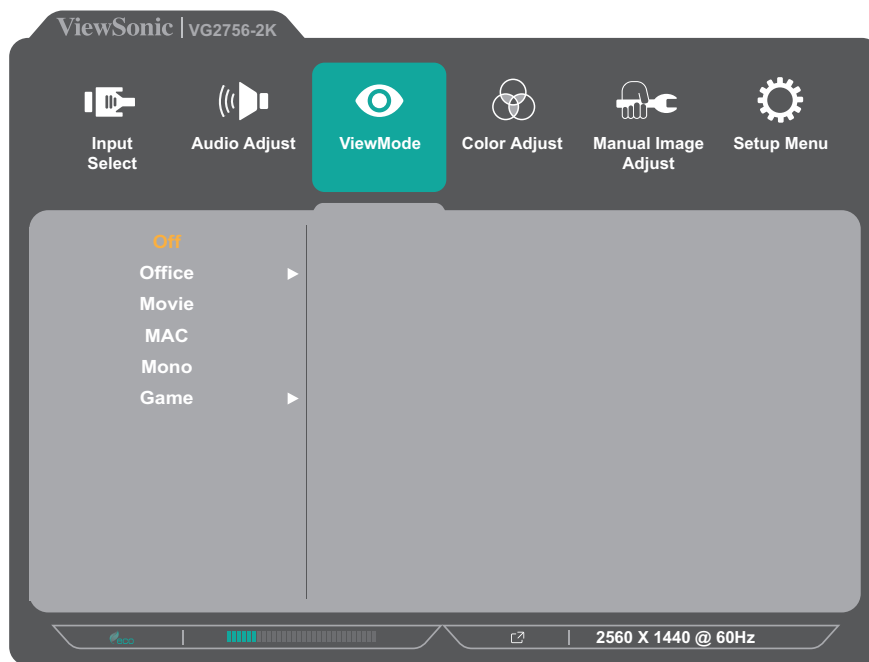 ViewSonic | VG2756-2K
Input
Select
Audio Adjust
ViewMode
Color Adjust
Manual Image
Adjust
Setup Menu
Off
Office
Movie
MAC
Mono
Game
eco
2560 X 1440 @ 60Hz